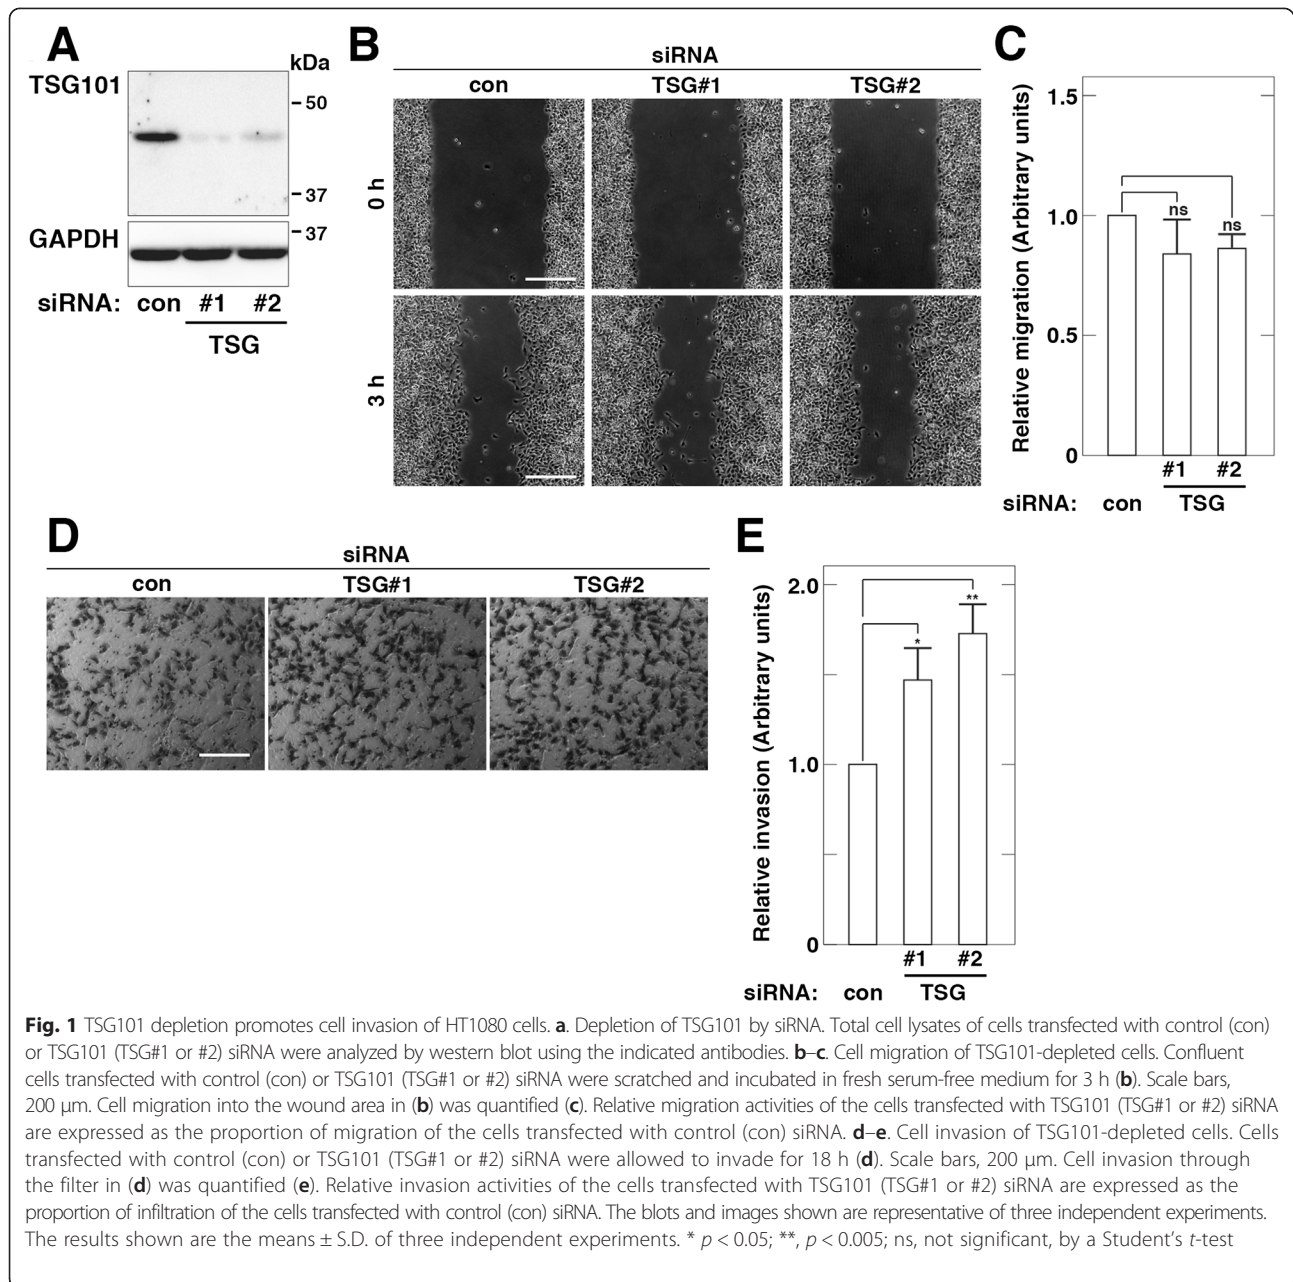 A
kDa
TSG101
50
37
GAPDH
37
siRNA: con #1 #2
TSG
B
siRNA
con TSG#1 TSG#2
0 h
3 h
C
Relative migration (Arbitrary units)
1.5
1.0
0.5
0
ns
ns
#1 #2
siRNA: con TSG
D
siRNA
con TSG#1 TSG#2
E
Relative invasion (Arbitrary units)
2.0
1.0
0
*
**
#1 #2
siRNA: con TSG
Fig. 1 TSG101 depletion promotes cell invasion of HT1080 cells. a. Depletion of TSG101 by siRNA. Total cell lysates of cells transfected with control (con)
or TSG101 (TSG#1 or #2) siRNA were analyzed by western blot using the indicated antibodies. b–c. Cell migration of TSG101-depleted cells. Confluent
cells transfected with control (con) or TSG101 (TSG#1 or #2) siRNA were scratched and incubated in fresh serum-free medium for 3 h (b). Scale bars,
200 μm. Cell migration into the wound area in (b) was quantified (c). Relative migration activities of the cells transfected with TSG101 (TSG#1 or #2) siRNA
are expressed as the proportion of migration of the cells transfected with control (con) siRNA. d–e. Cell invasion of TSG101-depleted cells. Cells
transfected with control (con) or TSG101 (TSG#1 or #2) siRNA were allowed to invade for 18 h (d). Scale bars, 200 μm. Cell invasion through
the filter in (d) was quantified (e). Relative invasion activities of the cells transfected with TSG101 (TSG#1 or #2) siRNA are expressed as the
proportion of infiltration of the cells transfected with control (con) siRNA. The blots and images shown are representative of three independent experiments.
The results shown are the means ± S.D. of three independent experiments. * p < 0.05; **, p < 0.005; ns, not significant, by a Student's t-test